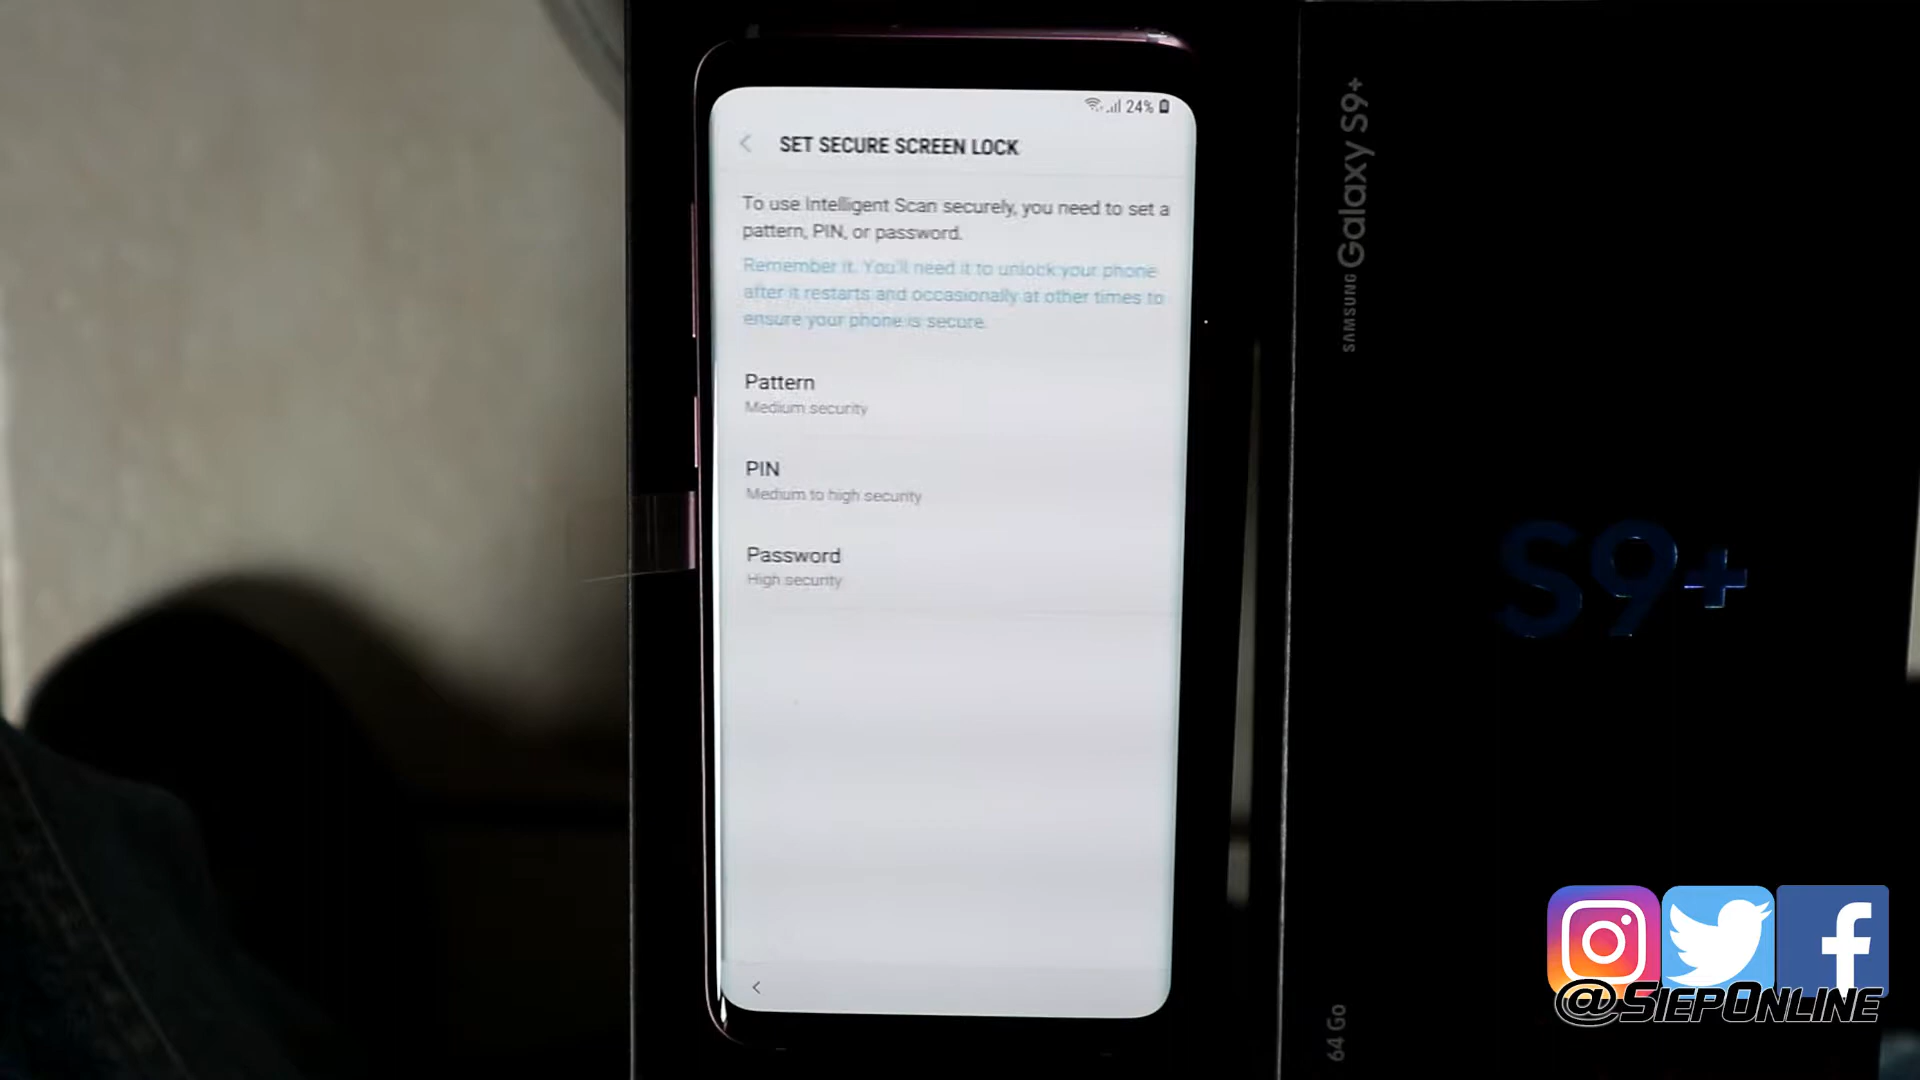 24%
SET SECURE SCREEN LOCK
To use Intelligent Scan securely, you need to set a
pattern, PIN, or password.
Remember it. You'll need it to unlock your phone
after it restarts and occasionally at other times to
ensure your phone is secure.
Pattern
Medium security
PIN
Medium to high security
Password
High security
SAMSUNG Galaxy S9+
S9+
64 Go
@SIEPONLINE